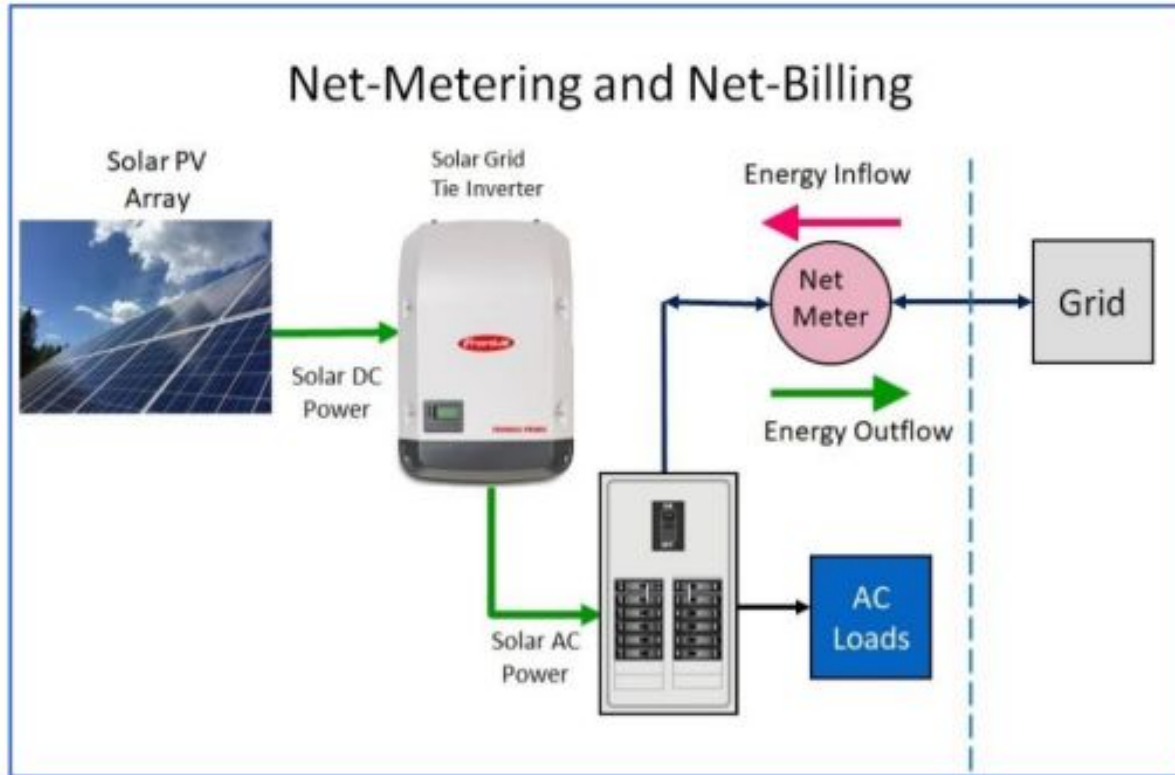 Net-Metering and Net-Billing
Solar PV
Array
Solar Grid
Tie Inverter
Energy Inflow
Net
Meter
Grid
Solar DC
Power
Fronius
Energy Outflow
AC
Loads
Solar AC
Power